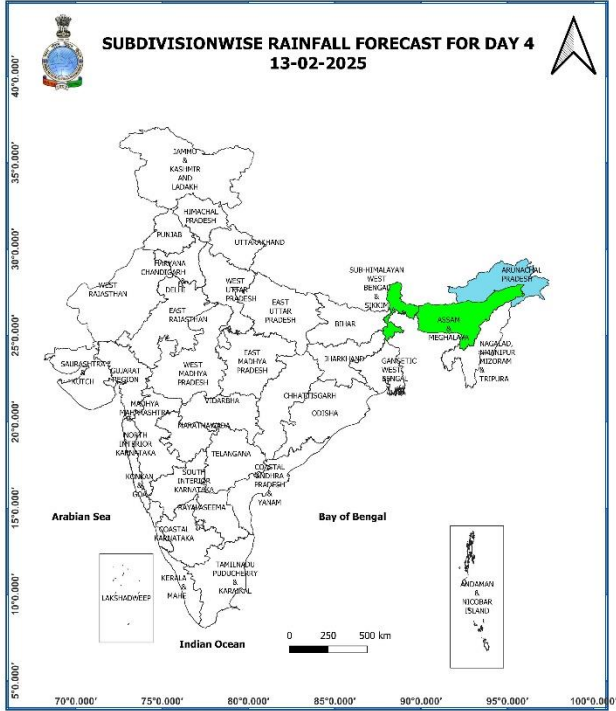 SUBDIVISIONWISE RAINFALL FORECAST FOR DAY 4
13-02-2025
40°0.000'
35°0.000'
30°0.000'
25°0.000'
20°0.000'
15°0.000'
10°0.000'
5°0.000'
JAMMO
&
KASHMIR
AND
LADAKH
HIMACHAL
PRADESH
PUNJAB
UTTARAKHAND
HARYANA
CHANDIGARH
&
DELHI
WEST
RAJASTHAN
WEST
UTTAR
PRADESH
EAST
RAJASTHAN
EAST
UTTAR
PRADESH
SUB-HIMALAYAN
WEST
BENGAL
&
SIKKIM
ARUNACHAL
PRADESH
ASSAM
&
MEGHALAYA
BIHAR
NAGALAD,
MANIPUR
MIZORAM
&
TRIPURA
SAURASHTRA
&
KUTCH
GUJARAT
REGION
WEST
MADHYA
PRADESH
EAST
MADHYA
PRADESH
JHARKHAND
GANGETIC
WEST
BENGAL
CHHATTISGARH
ODISHA
VIDARBHA
MADHYA
MAHARASHTRA
MARATHAWADA
NORTH
INTERIOR
KARNATAKA
TELANGANA
KONKAN
&
GOA
SOUTH
INTERIOR
KARNATAKA
COASTAL
ANDHRA
PRADESH
&
YANAM
RAYALASEEMA
COASTAL
KARNATAKA
Arabian Sea
Bay of Bengal
KERALA
&
MAHE
TAMILNADU
PUDUCHERRY
&
KARAIKAL
LAKSHADWEEP
ANDAMAN
&
NICOBAR
ISLAND
Indian Ocean
0 250 500 km
70°0.000' 75°0.000' 80°0.000' 85°0.000' 90°0.000' 95°0.000' 100°0.000'